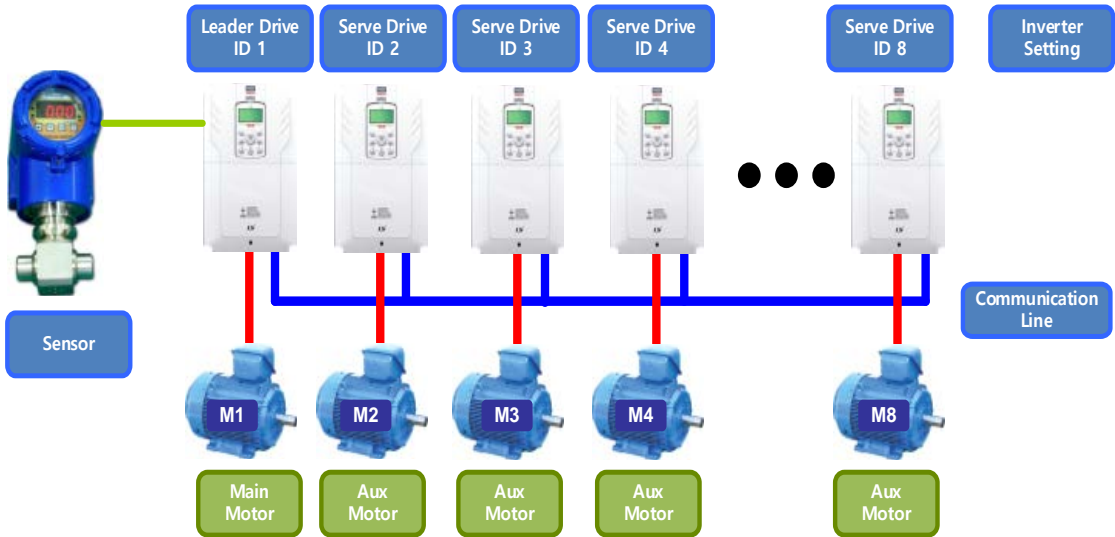 Leader Drive
ID 1
Serve Drive
ID 2
Serve Drive
ID 3
Serve Drive
ID 4
Serve Drive
ID 8
Inverter
Setting
Sensor
Communication
Line
M1
M2
M3
M4
M8
Main
Motor
Aux
Motor
Aux
Motor
Aux
Motor
Aux
Motor